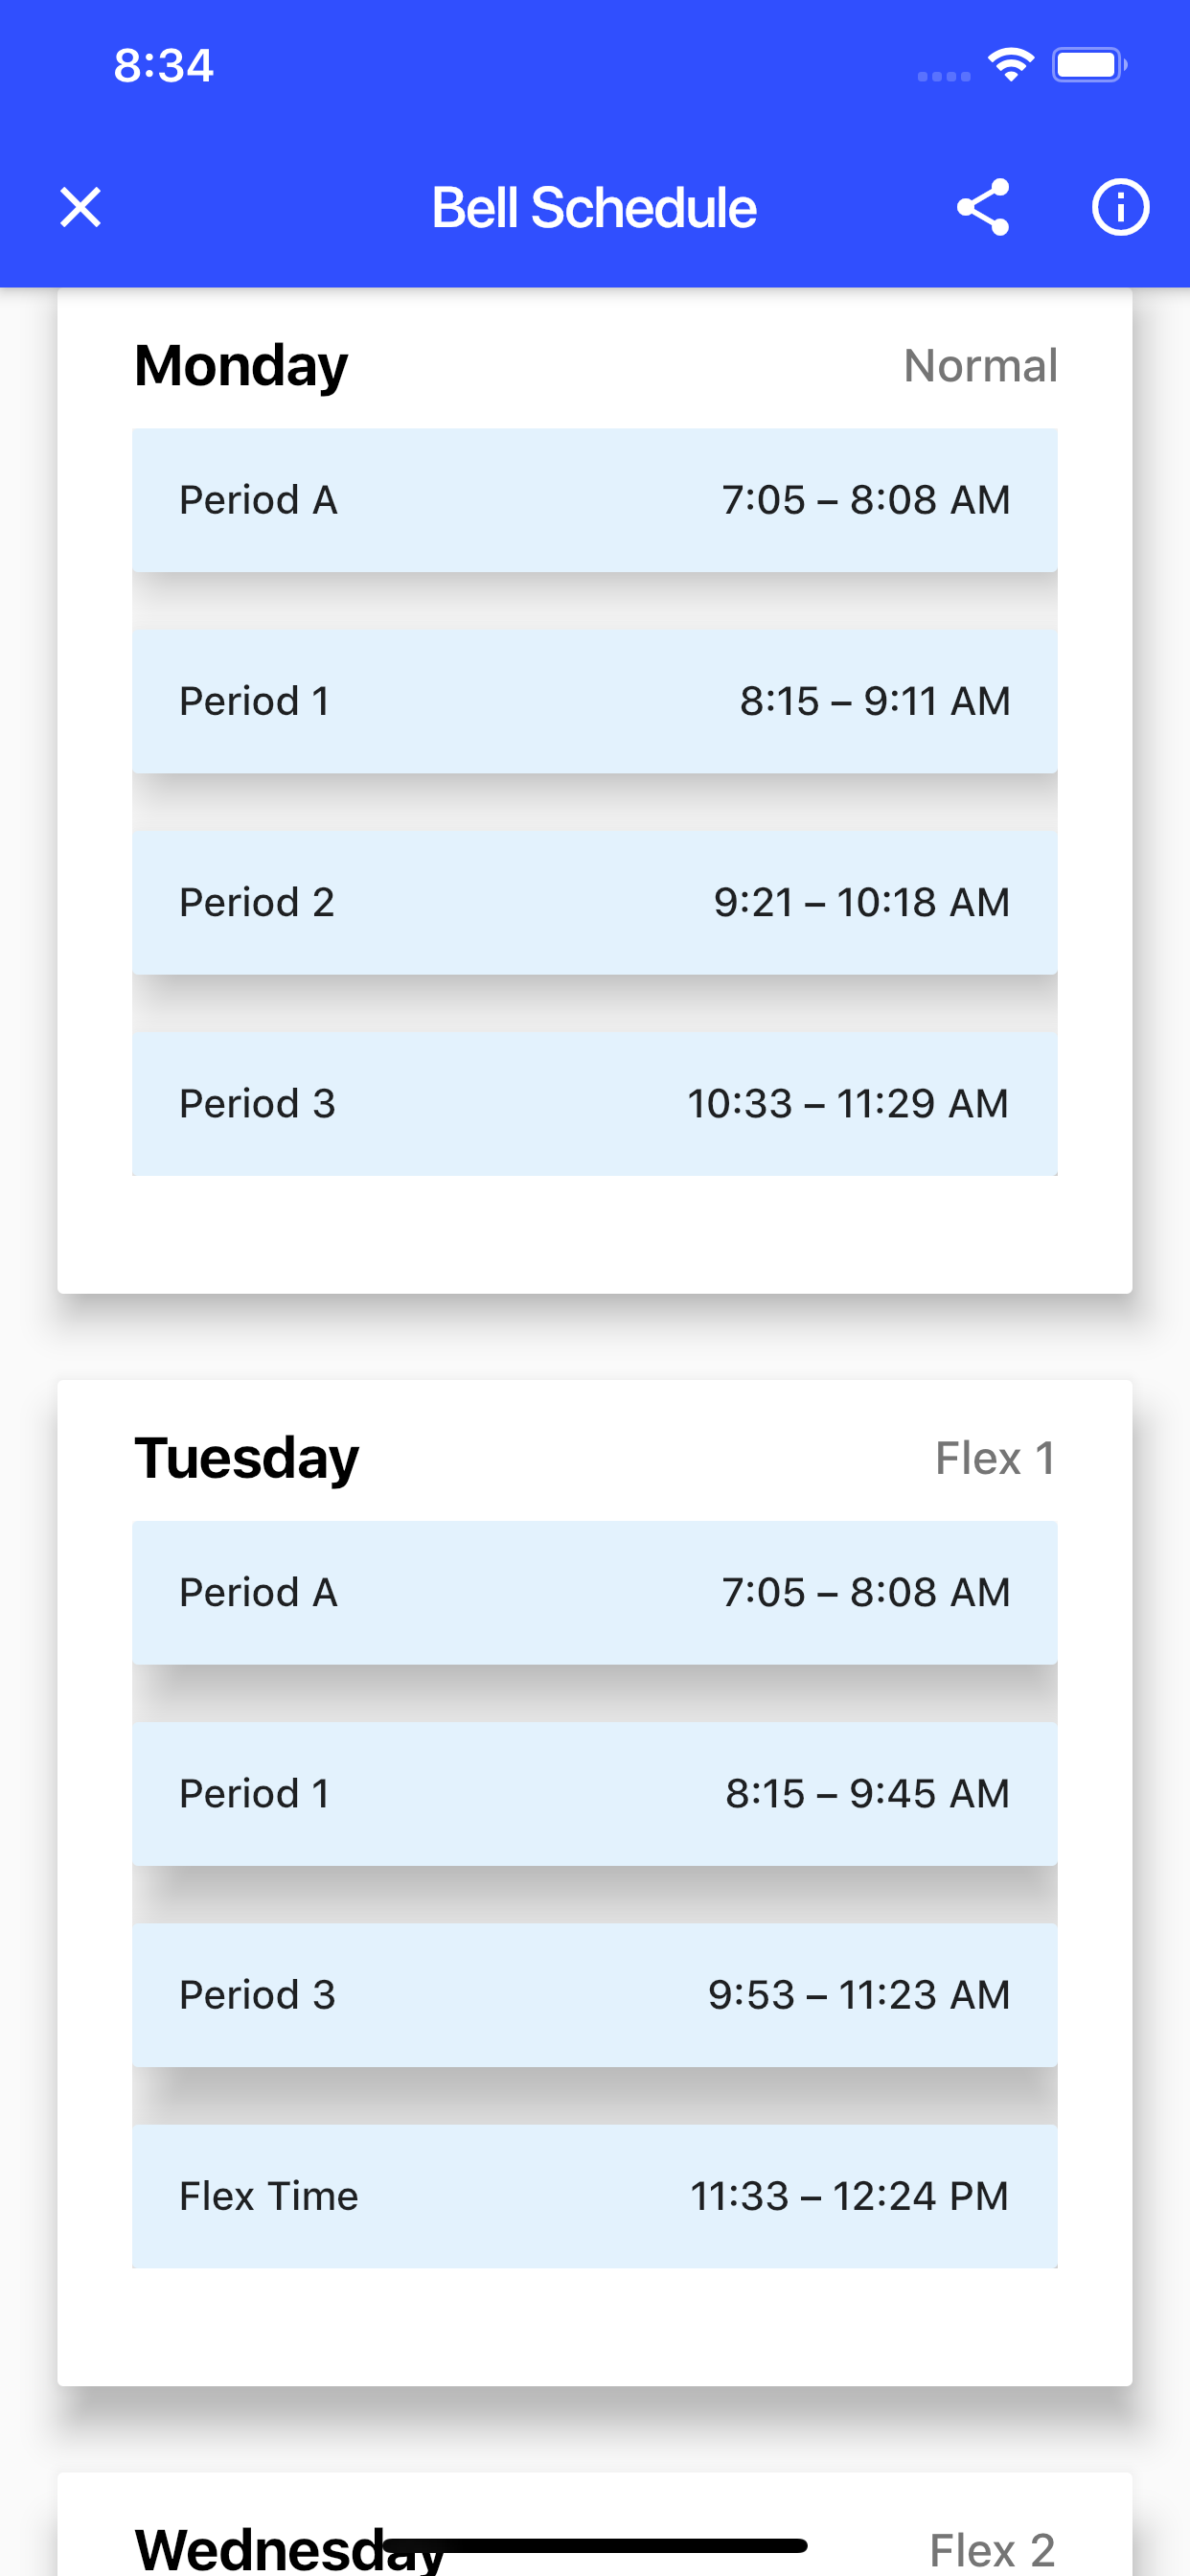 8:34
Bell Schedule
Monday Normal
Period A 7:05 – 8:08 AM
Period 1 8:15 – 9:11 AM
Period 2 9:21 – 10:18 AM
Period 3 10:33 – 11:29 AM
Tuesday Flex 1
Period A 7:05 – 8:08 AM
Period 1 8:15 – 9:45 AM
Period 3 9:53 – 11:23 AM
Flex Time 11:33 – 12:24 PM
Wednesday Flex 2